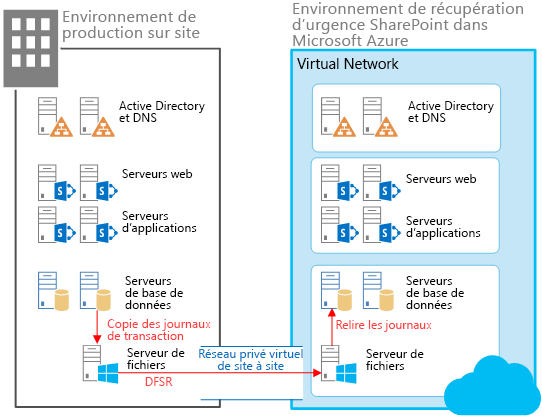 Environnement de
production sur site
Active Directory
et DNS
Serveurs web
Serveurs
d'applications
Serveurs
de base de
données
Copie des journaux
de transaction
Serveur de
fichiers
DFSR
Réseau privé virtuel
de site à site
Environnement de récupération
d'urgence SharePoint dans
Microsoft Azure
Virtual Network
Active Directory
et DNS
Serveurs web
Serveurs
d'applications
Serveurs
de base de
données
Relire les journaux
Serveur de
fichiers